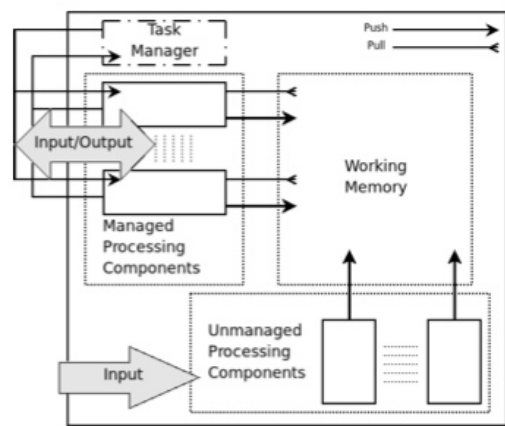 Task
Manager
Push
Pull
Input/Output
Working
Memory
Managed
Processing
Components
Unmanaged
Processing
Components
Input